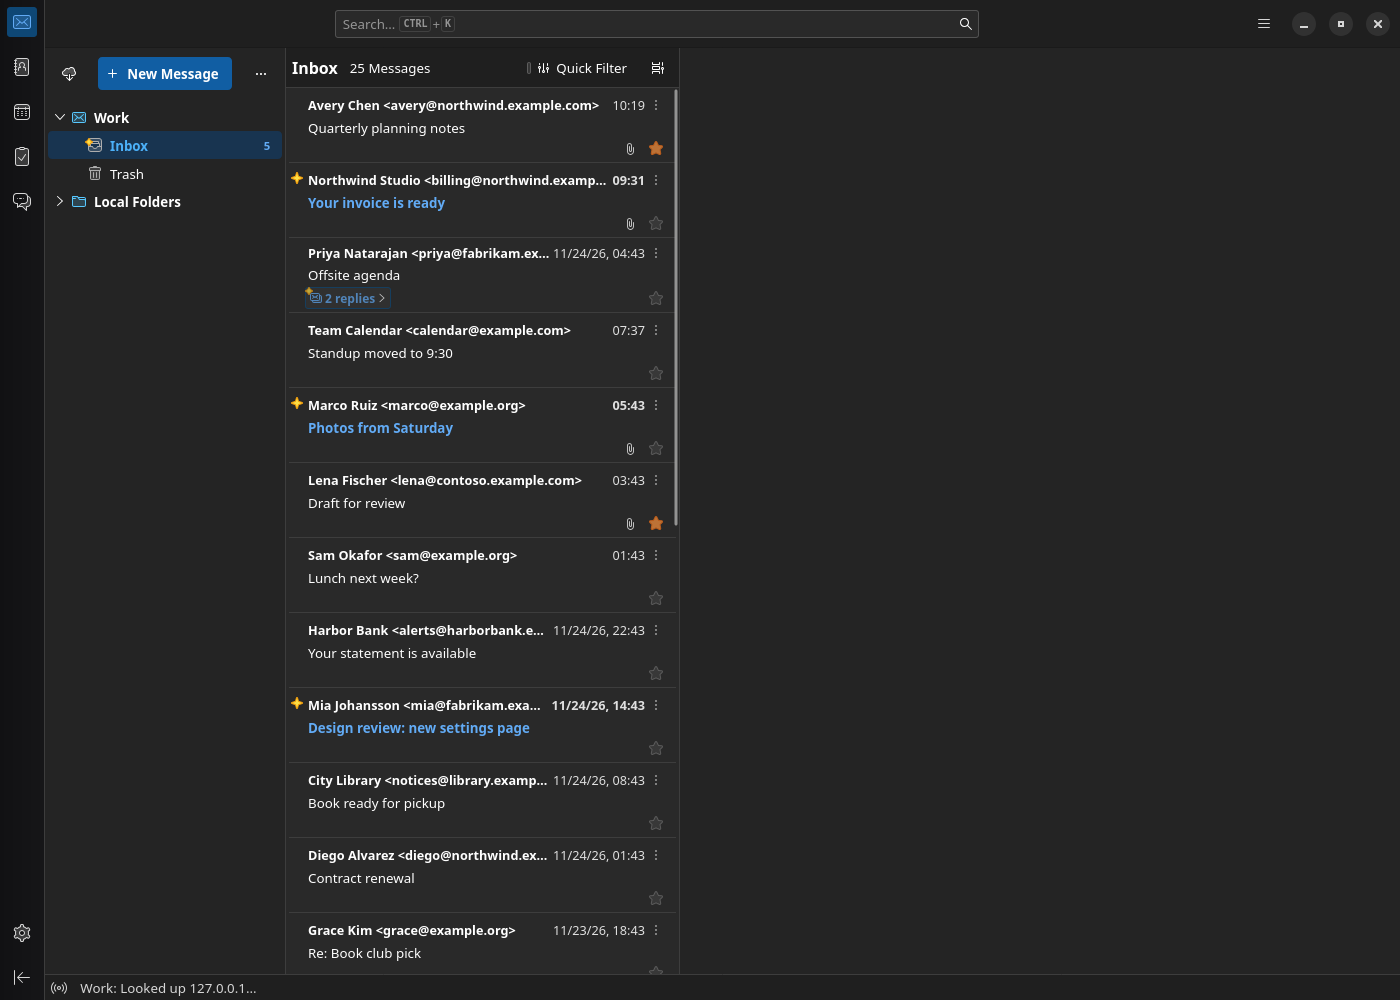 Search... CTRL + K
New Message
Work
Inbox 5
Trash
Local Folders
Inbox 25 Messages Quick Filter
Avery Chen <avery@northwind.example.com> 10:19
Quarterly planning notes
Northwind Studio <billing@northwind.examp... 09:31
Your invoice is ready
Priya Natarajan <priya@fabrikam.ex... 11/24/26, 04:43
Offsite agenda
2 replies
Team Calendar <calendar@example.com> 07:37
Standup moved to 9:30
Marco Ruiz <marco@example.org> 05:43
Photos from Saturday
Lena Fischer <lena@contoso.example.com> 03:43
Draft for review
Sam Okafor <sam@example.org> 01:43
Lunch next week?
Harbor Bank <alerts@harborbank.e... 11/24/26, 22:43
Your statement is available
Mia Johansson <mia@fabrikam.exa... 11/24/26, 14:43
Design review: new settings page
City Library <notices@library.examp... 11/24/26, 08:43
Book ready for pickup
Diego Alvarez <diego@northwind.ex... 11/24/26, 01:43
Contract renewal
Grace Kim <grace@example.org> 11/23/26, 18:43
Re: Book club pick
Work: Looked up 127.0.0.1...